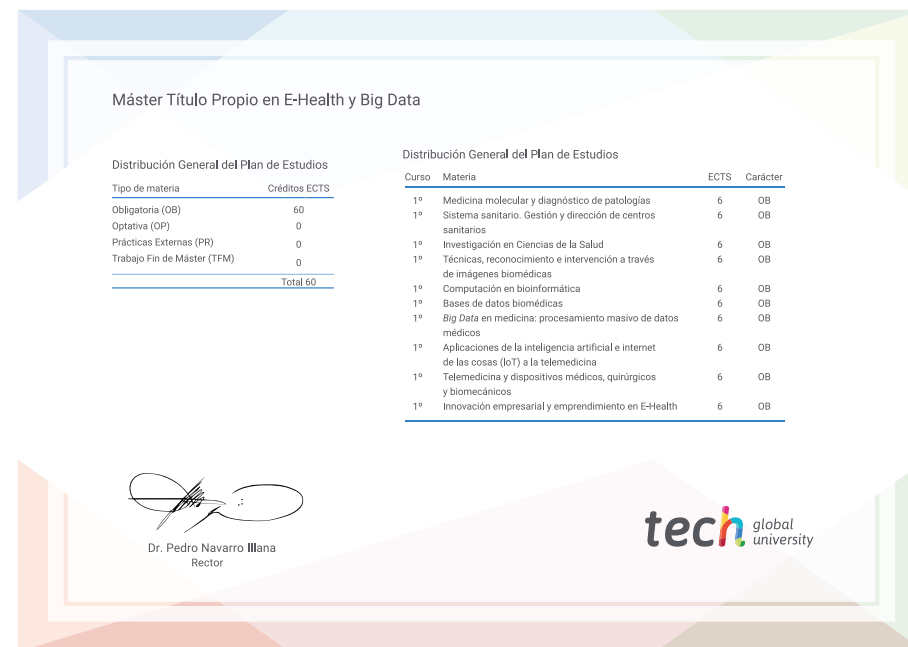 Máster Título Propio en E-Health y Big Data
Distribución General del Plan de Estudios
Tipo de materia Créditos ECTS
Obligatoria (OB) 60
Optativa (OP) 0
Prácticas Externas (PR) 0
Trabajo Fin de Máster (TFM) 0
Total 60
Distribución General del Plan de Estudios
Curso Materia ECTS Carácter
1º Medicina molecular y diagnóstico de patologías 6 OB
1º Sistema sanitario. Gestión y dirección de centros 6 OB
sanitarios
1º Investigación en Ciencias de la Salud 6 OB
1º Técnicas, reconocimiento e intervención a través 6 OB
de imágenes biomédicas
1º Computación en bioinformática 6 OB
1º Bases de datos biomédicas 6 OB
1º Big Data en medicina: procesamiento masivo de datos 6 OB
médicos
1º Aplicaciones de la inteligencia artificial e internet 6 OB
de las cosas (IoT) a la telemedicina
1º Telemedicina y dispositivos médicos, quirúrgicos 6 OB
y biomecánicos
1º Innovación empresarial y emprendimiento en E-Health 6 OB
Dr. Pedro Navarro Illana
Rector
tech global
university